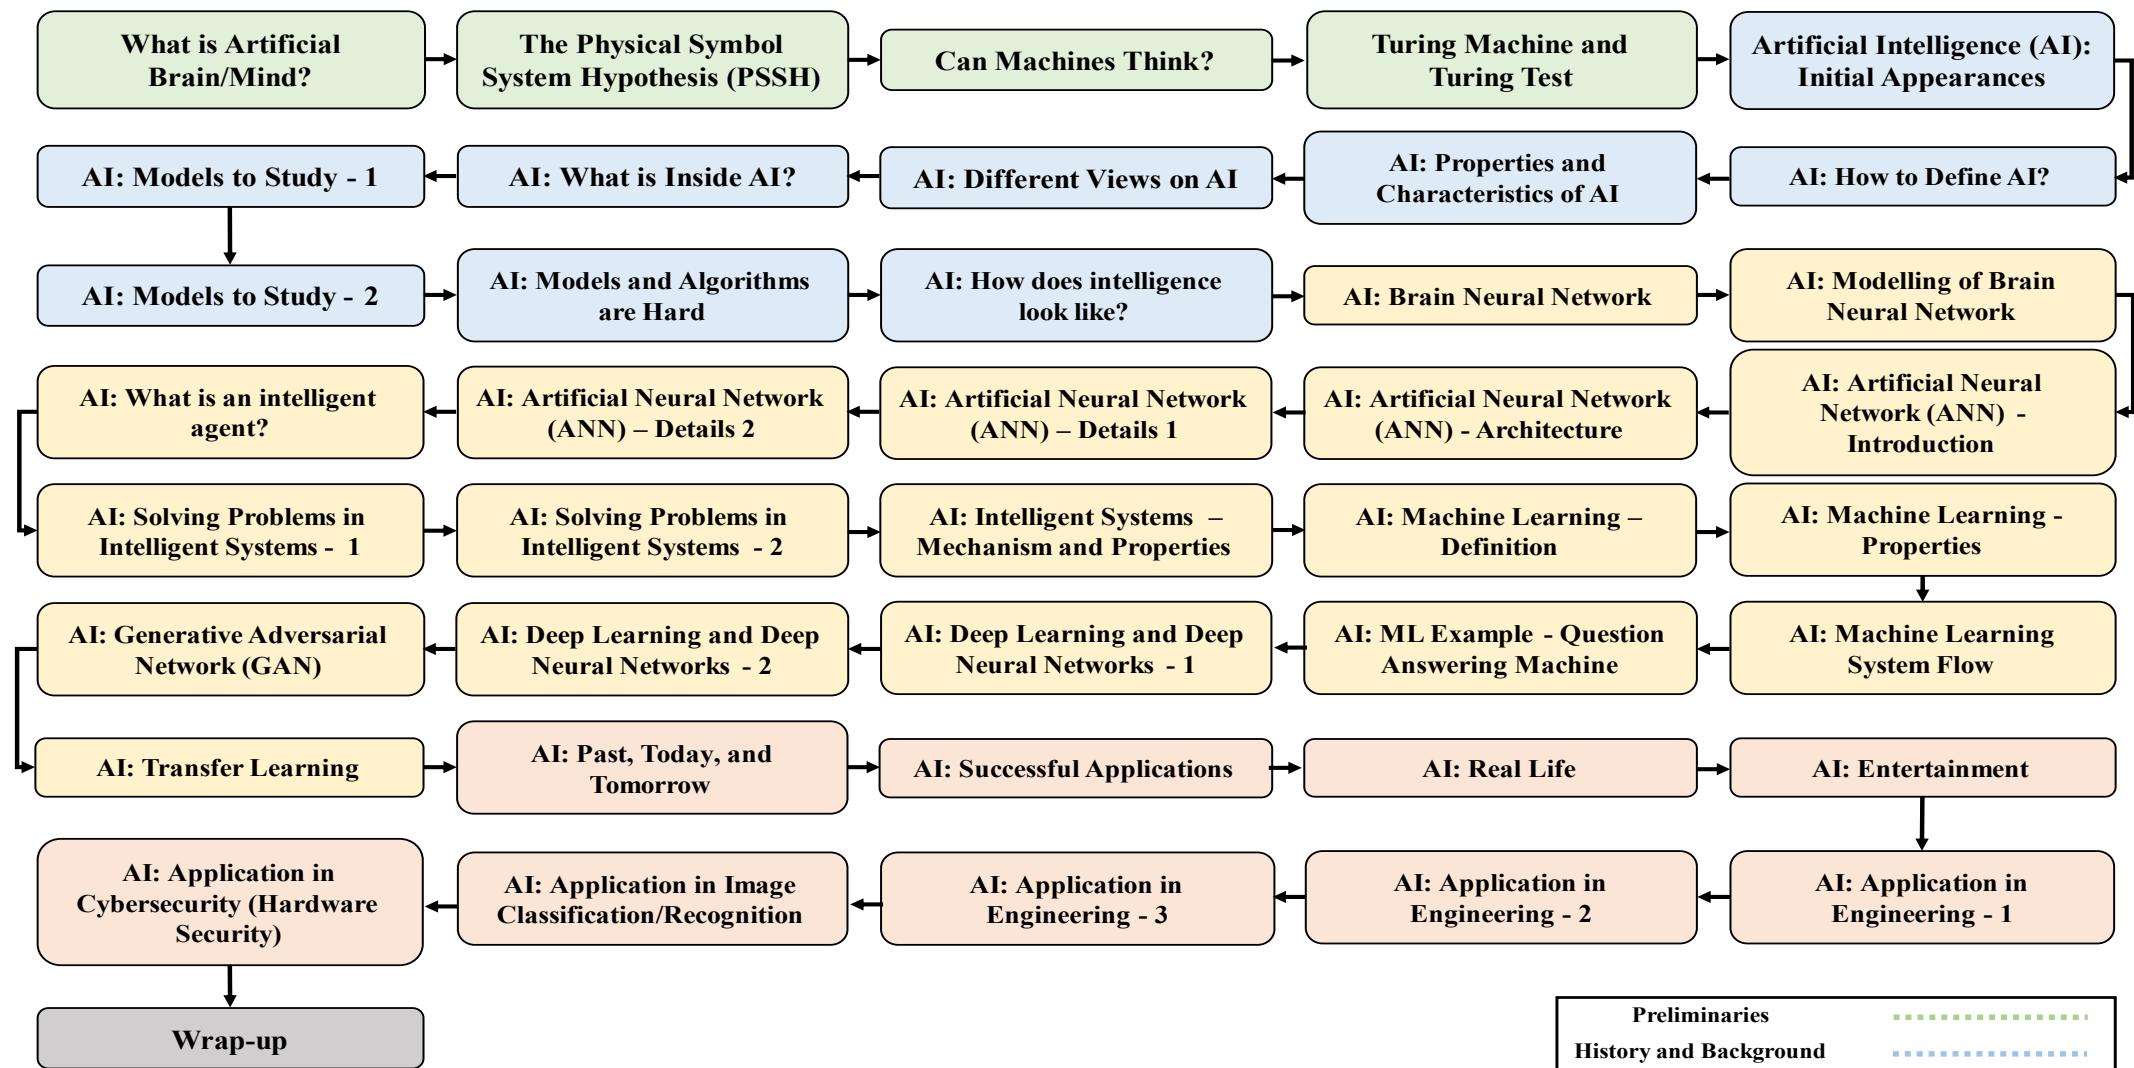 What is Artificial
Brain/Mind?
The Physical Symbol
System Hypothesis (PSSH)
Can Machines Think?
Turing Machine and
Turing Test
Artificial Intelligence (AI):
Initial Appearances
AI: Models to Study - 1
AI: What is Inside AI?
AI: Different Views on AI
AI: Properties and
Characteristics of AI
AI: How to Define AI?
AI: Models to Study - 2
AI: Models and Algorithms
are Hard
AI: How does intelligence
look like?
AI: Brain Neural Network
AI: Modelling of Brain
Neural Network
AI: What is an intelligent
agent?
AI: Artificial Neural Network
(ANN) – Details 2
AI: Artificial Neural Network
(ANN) – Details 1
AI: Artificial Neural Network
(ANN) - Architecture
AI: Artificial Neural
Network (ANN) -
Introduction
AI: Solving Problems in
Intelligent Systems - 1
AI: Solving Problems in
Intelligent Systems - 2
AI: Intelligent Systems –
Mechanism and Properties
AI: Machine Learning –
Definition
AI: Machine Learning -
Properties
AI: Generative Adversarial
Network (GAN)
AI: Deep Learning and Deep
Neural Networks - 2
AI: Deep Learning and Deep
Neural Networks - 1
AI: ML Example - Question
Answering Machine
AI: Machine Learning
System Flow
AI: Transfer Learning
AI: Past, Today, and
Tomorrow
AI: Successful Applications
AI: Real Life
AI: Entertainment
AI: Application in
Cybersecurity (Hardware
Security)
AI: Application in Image
Classification/Recognition
AI: Application in
Engineering - 3
AI: Application in
Engineering - 2
AI: Application in
Engineering - 1
Wrap-up
Preliminaries
History and Background